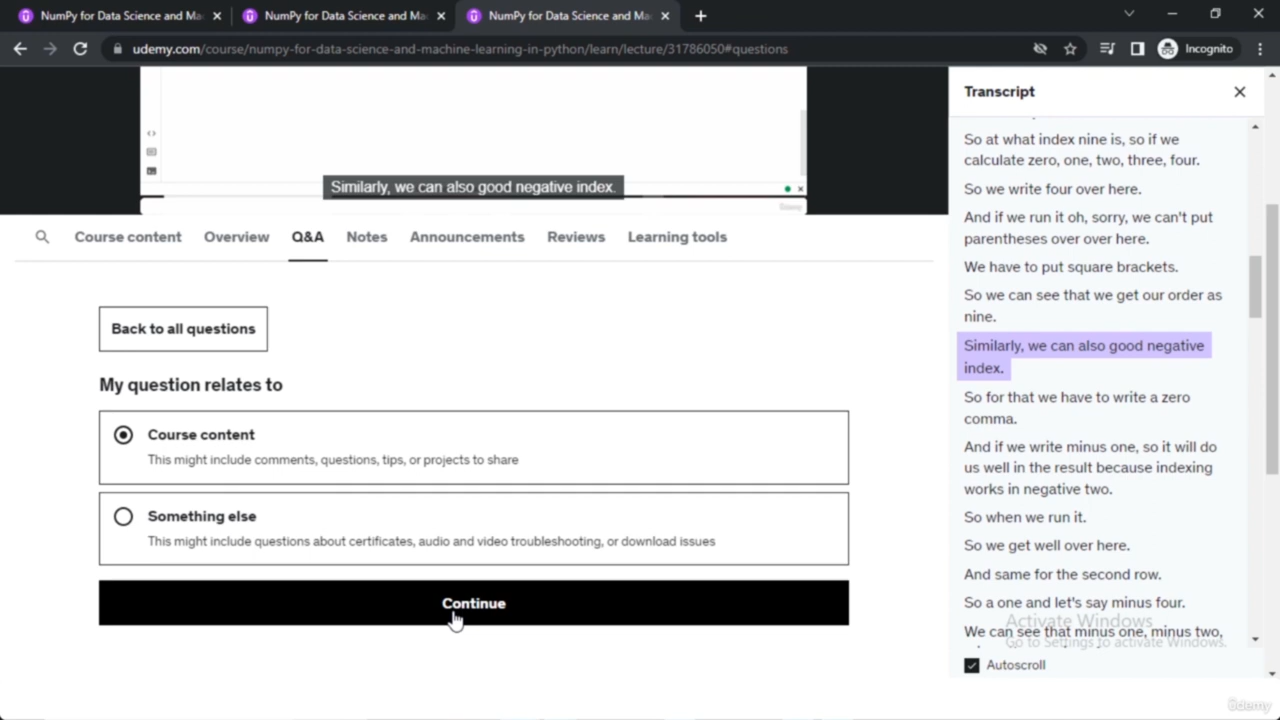 NumPy for Data Science and Ma
NumPy for Data Science and Ma
NumPy for Data Science and Ma
udemy.com/course/numpy-for-data-science-and-machine-learning-in-python/learn/lecture/31786050#questions
Incognito
Similarly, we can also good negative index.
Udemy
Course content
Overview
Q&A
Notes
Announcements
Reviews
Learning tools
Back to all questions
My question relates to
Course content
This might include comments, questions, tips, or projects to share
Something else
This might include questions about certificates, audio and video troubleshooting, or download issues
Continue
Transcript
So at what index nine is, so if we
calculate zero, one, two, three, four.
So we write four over here.
And if we run it oh, sorry, we can't put
parentheses over over here.
We have to put square brackets.
So we can see that we get our order as
nine.
Similarly, we can also good negative
index.
So for that we have to write a zero
comma.
And if we write minus one, so it will do
us well in the result because indexing
works in negative two.
So when we run it.
So we get well over here.
And same for the second row.
So a one and let's say minus four.
We can see that minus one, minus two,
Activate Windows
Go to Settings to activate Windows.
Autoscroll
Udemy